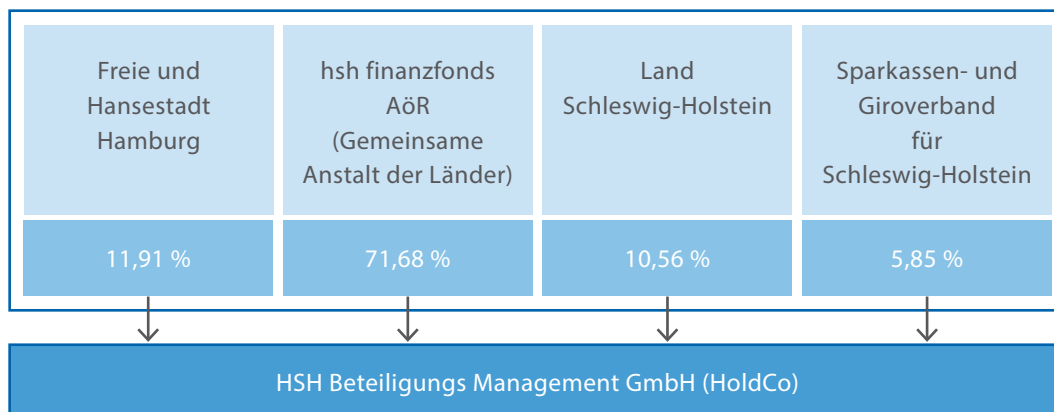 Freie und
Hansestadt
Hamburg
hsh finanzfonds
AöR
(Gemeinsame
Anstalt der Länder)
Land
Schleswig-Holstein
Sparkassen- und
Giroverband
für
Schleswig-Holstein
11,91 %
71,68 %
10,56 %
5,85 %
HSH Beteiligungs Management GmbH (HoldCo)